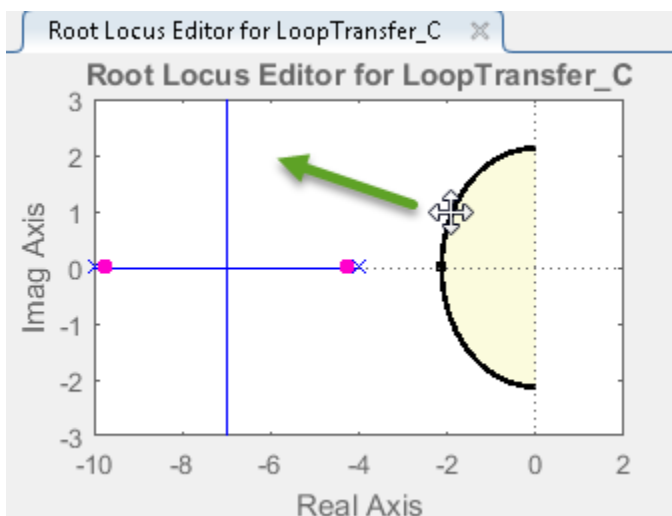 Root Locus Editor for LoopTransfer_C
Root Locus Editor for LoopTransfer_C
3
2
1
0
-1
-2
-3
Imag Axis
-10 -8 -6 -4 -2 0 2
Real Axis